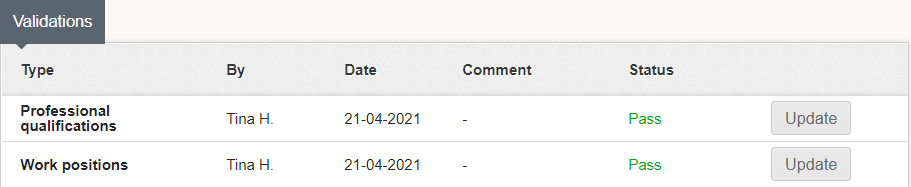 Validations
Type By Date Comment Status
Professional
qualifications Tina H. 21-04-2021 - Pass Update
Work positions Tina H. 21-04-2021 - Pass Update